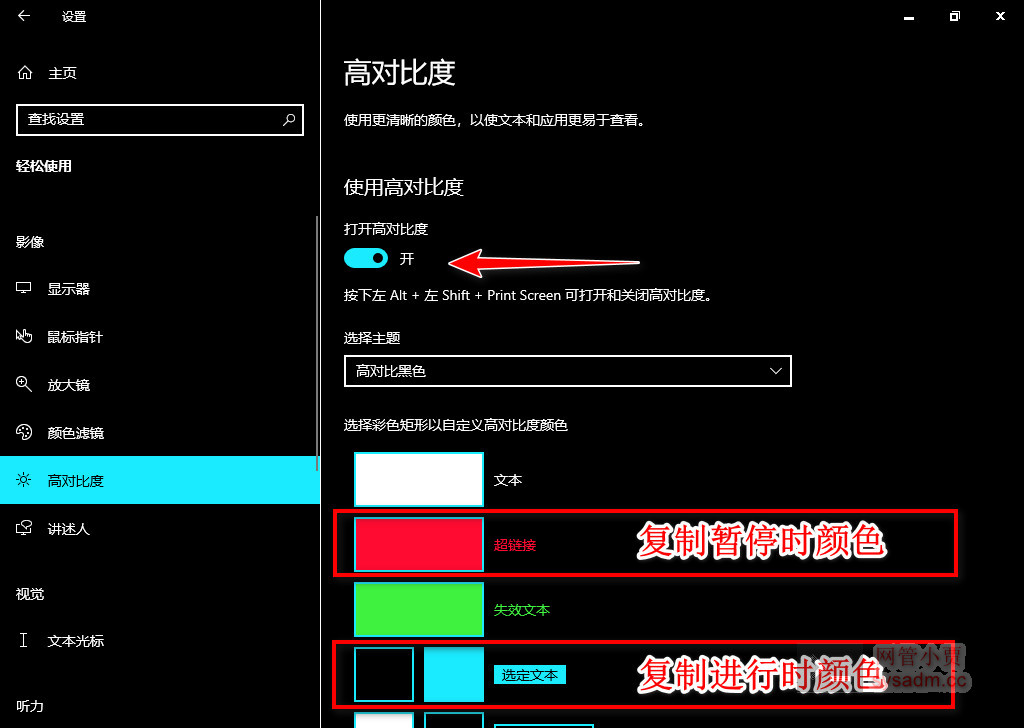 设置
主页
查找设置
轻松使用
影像
显示器
鼠标指针
放大镜
颜色滤镜
高对比度
讲述人
视觉
文本光标
听力
高对比度
使用更清晰的颜色，以使文本和应用更易于查看。
使用高对比度
打开高对比度
开
按下左 Alt + 左 Shift + Print Screen 可打开和关闭高对比度。
选择主题
高对比黑色
选择彩色矩形以自定义高对比度颜色
文本
超链接
复制暂停时颜色
失效文本
选定文本
复制进行时颜色
网管小贾
wsadm.cc